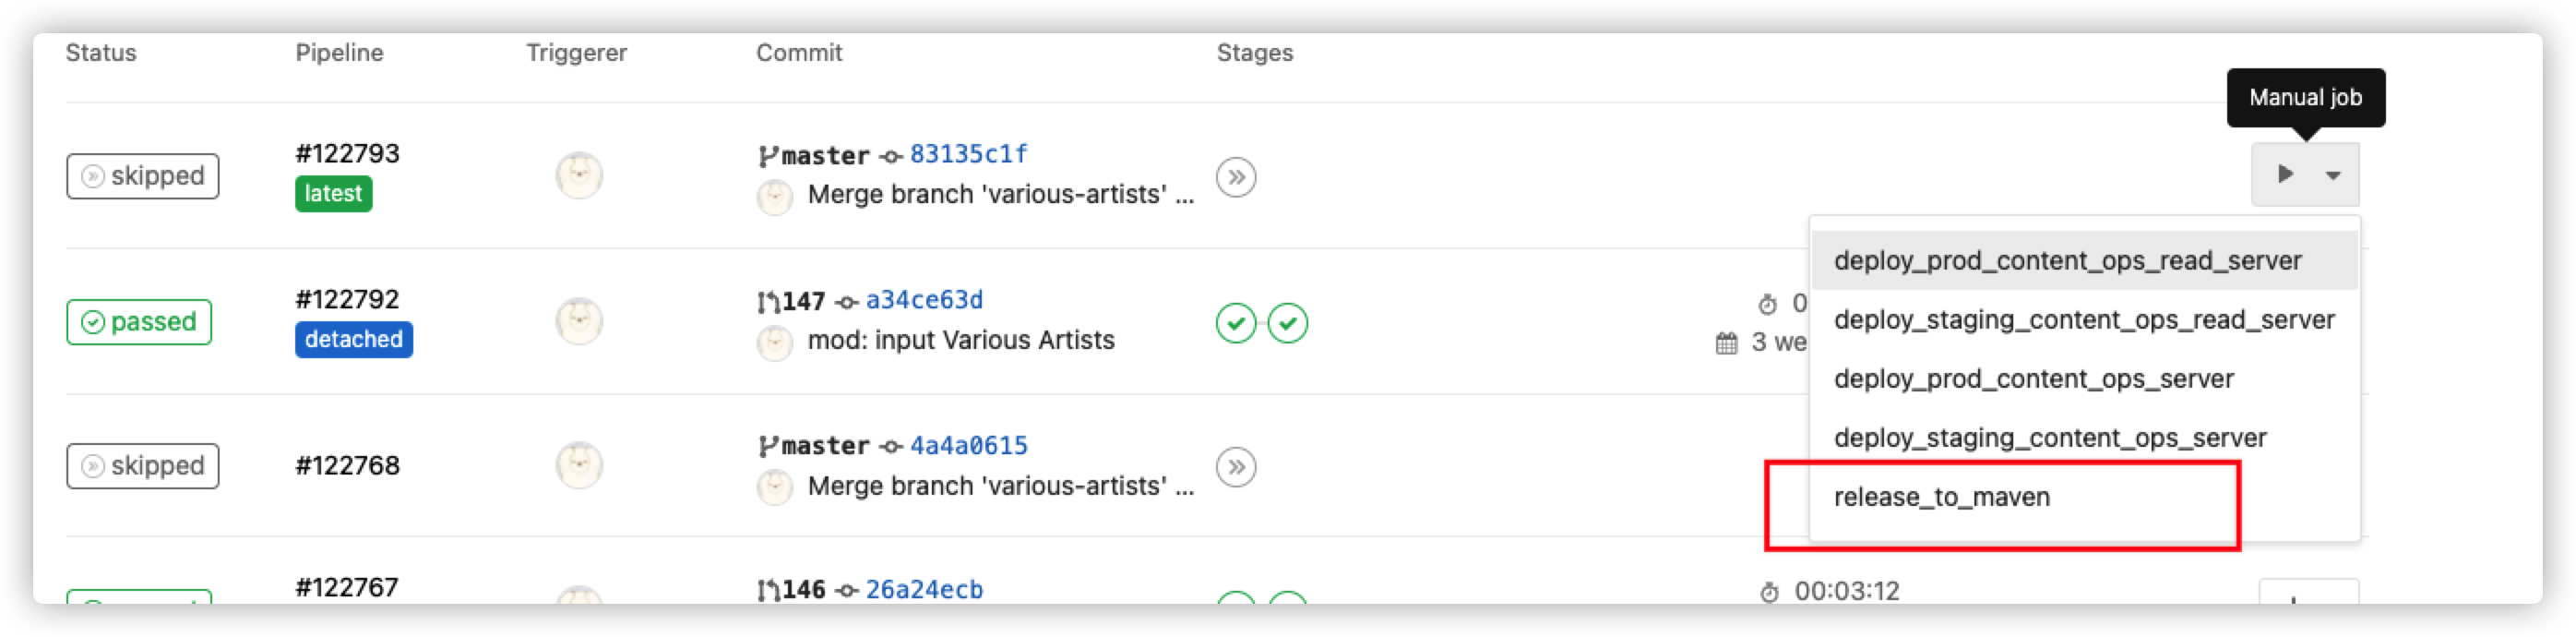 Status Pipeline Triggerer Commit Stages
Manual job
skipped
#122793
latest
master 83135c1f
Merge branch 'various-artists' ...
passed
#122792
detached
147 a34ce63d
mod: input Various Artists
0
3 we
deploy_prod_content_ops_read_server
deploy_staging_content_ops_read_server
deploy_prod_content_ops_server
deploy_staging_content_ops_server
release_to_maven
skipped
#122768
master 4a4a0615
Merge branch 'various-artists' ...
#122767
146 26a24ecb
00:03:12